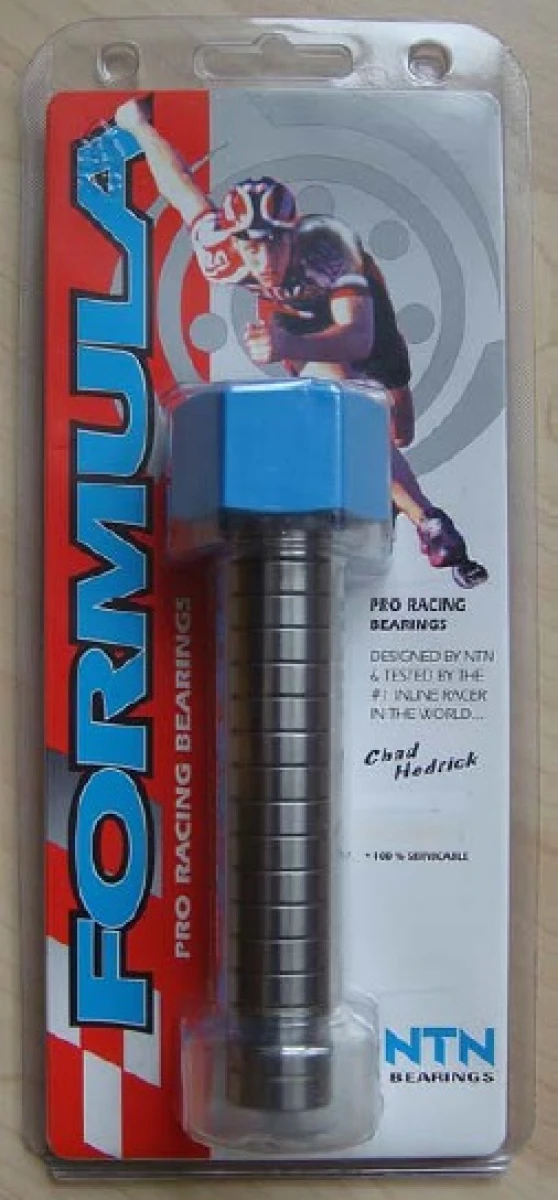 FORMULA
PRO RACING BEARINGS
PRO RACING
BEARINGS
DESIGNED BY NTN
& TESTED BY THE
#1 INLINE RACER
IN THE WORLD...
Chad
Hedrick
• 100 % SERVICABLE
NTN
BEARINGS